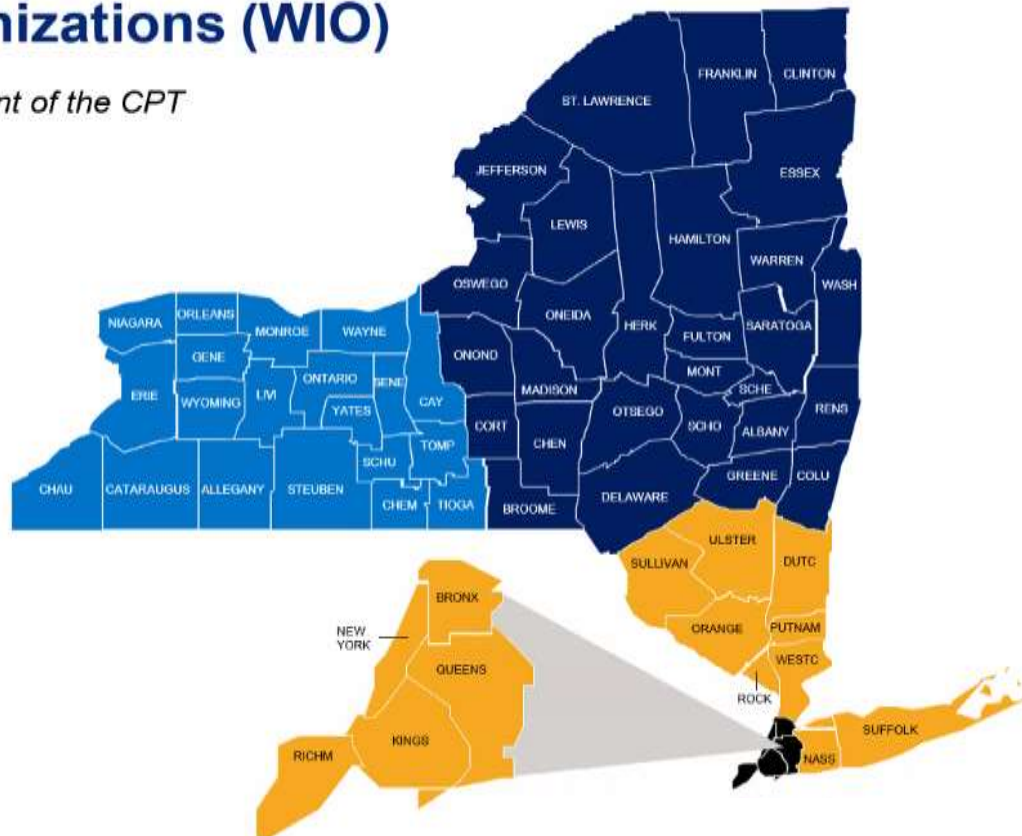 nizations (WIO)
nt of the CPT
FRANKLIN
CLINTON
ST. LAWRENCE
JEFFERSON
ESSEX
LEWIS
HAMILTON
WARREN
WASH
OSWEGO
ONEIDA
HERK
FULTON
SARATOGA
NIAGARA
ORLEANS
MONROE
WAYNE
GENE
ONOND
MONT
ERIE
WYOMING
LIVI
ONTARIO
SENE
YATES
CAY
MADISON
SCHE
CORT
CHEN
OTSEGO
SCHO
ALBANY
RENS
TOMP
SCHU
CHAU
CATARAUGUS
ALLEGANY
STEUBEN
CHEM
TIOGA
BROOME
DELAWARE
GREENE
COLU
ULSTER
SULLIVAN
DUTC
ORANGE
PUTNAM
WESTC
ROCK
BRONX
NEW
YORK
QUEENS
KINGS
RICHM
SUFFOLK
NASS